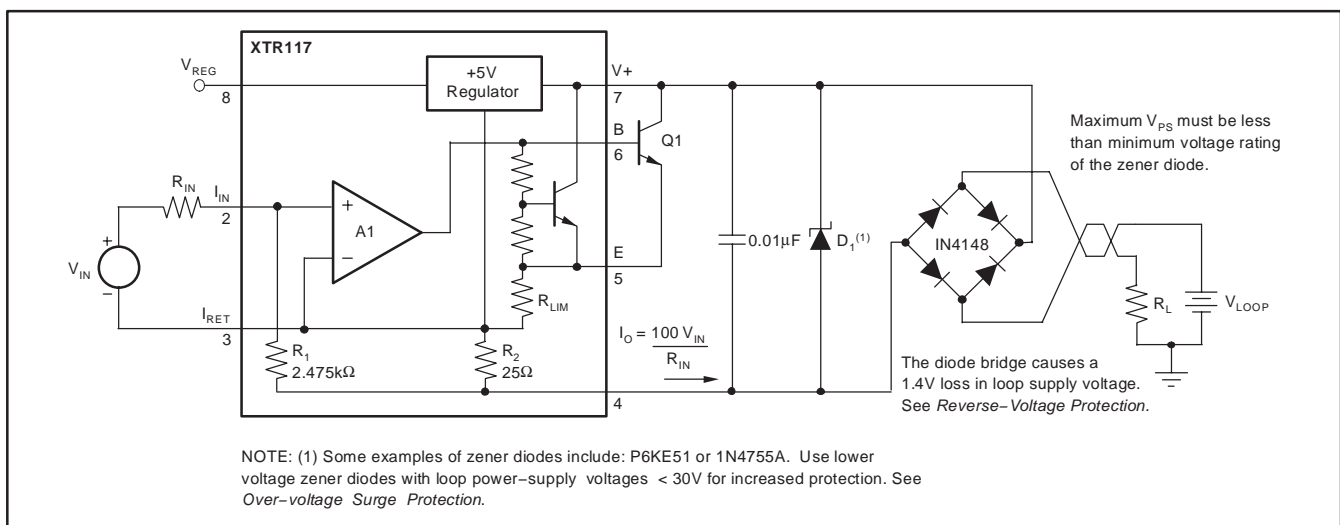 XTR117
V_REG
8
+5V
Regulator
V+
7
B
6
Q1
R_IN
I_IN
2
+
A1
−
V_IN
+
−
E
5
R_LIM
I_RET
3
R_1
2.475kΩ
R_2
25Ω
I_O = 100 V_IN
R_IN
4
0.01µF
D_1(1)
IN4148
Maximum V_PS must be less
than minimum voltage rating
of the zener diode.
R_L
V_LOOP
The diode bridge causes a
1.4V loss in loop supply voltage.
See Reverse−Voltage Protection.
NOTE: (1) Some examples of zener diodes include: P6KE51 or 1N4755A. Use lower
voltage zener diodes with loop power−supply voltages < 30V for increased protection. See
Over−voltage Surge Protection.